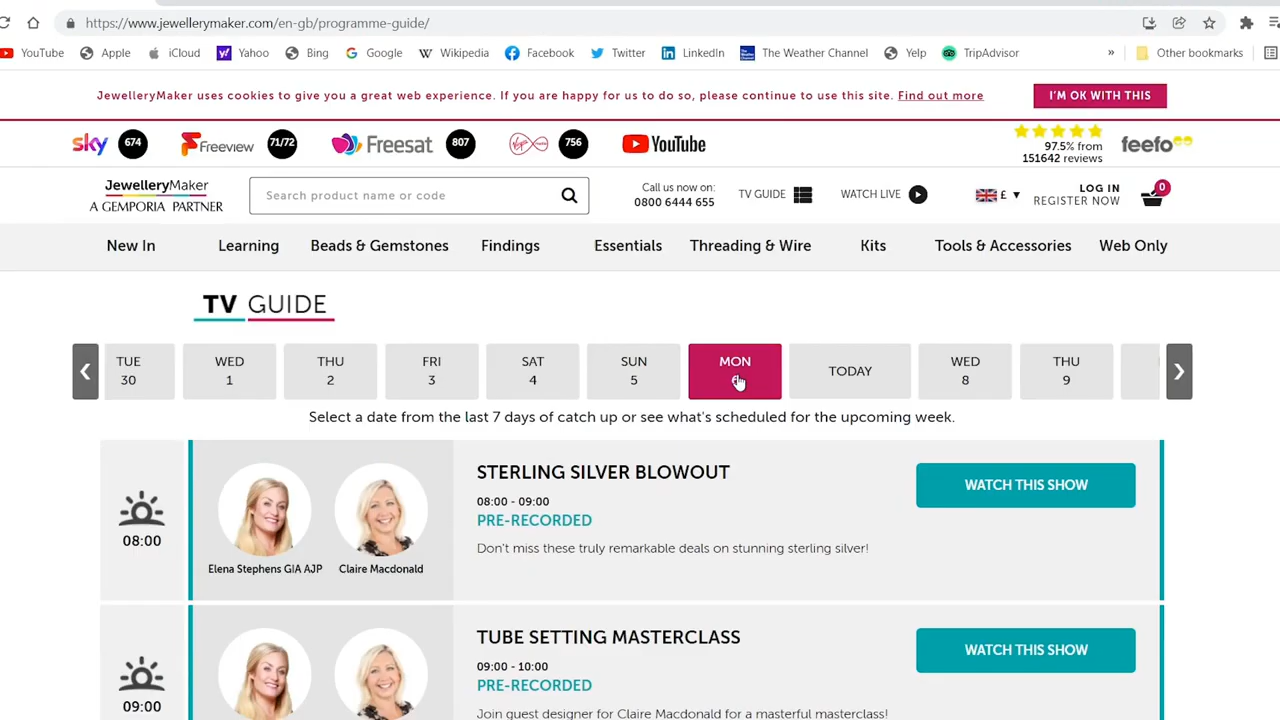 https://www.jewellerymaker.com/en-gb/programme-guide/
YouTube Apple iCloud Yahoo Bing Google Wikipedia Facebook Twitter LinkedIn The Weather Channel Yelp TripAdvisor » Other bookmarks
JewelleryMaker uses cookies to give you a great web experience. If you are happy for us to do so, please continue to use this site. Find out more
I'M OK WITH THIS
sky 674 Freeview 71/72 Freesat 807 756 YouTube
97.5% from
151642 reviews
feefo
JewelleryMaker
A GEMPORIA PARTNER
Search product name or code
Call us now on:
0800 6444 655
TV GUIDE
WATCH LIVE
£ ▼
LOG IN
REGISTER NOW
0
New In Learning Beads & Gemstones Findings Essentials Threading & Wire Kits Tools & Accessories Web Only
TV GUIDE
TUE
30
WED
1
THU
2
FRI
3
SAT
4
SUN
5
MON
TODAY
WED
8
THU
9
Select a date from the last 7 days of catch up or see what's scheduled for the upcoming week.
08:00
Elena Stephens GIA AJP
Claire Macdonald
STERLING SILVER BLOWOUT
08:00 - 09:00
PRE-RECORDED
Don't miss these truly remarkable deals on stunning sterling silver!
WATCH THIS SHOW
09:00
TUBE SETTING MASTERCLASS
09:00 - 10:00
PRE-RECORDED
Join guest designer for Claire Macdonald for a masterful masterclass!
WATCH THIS SHOW